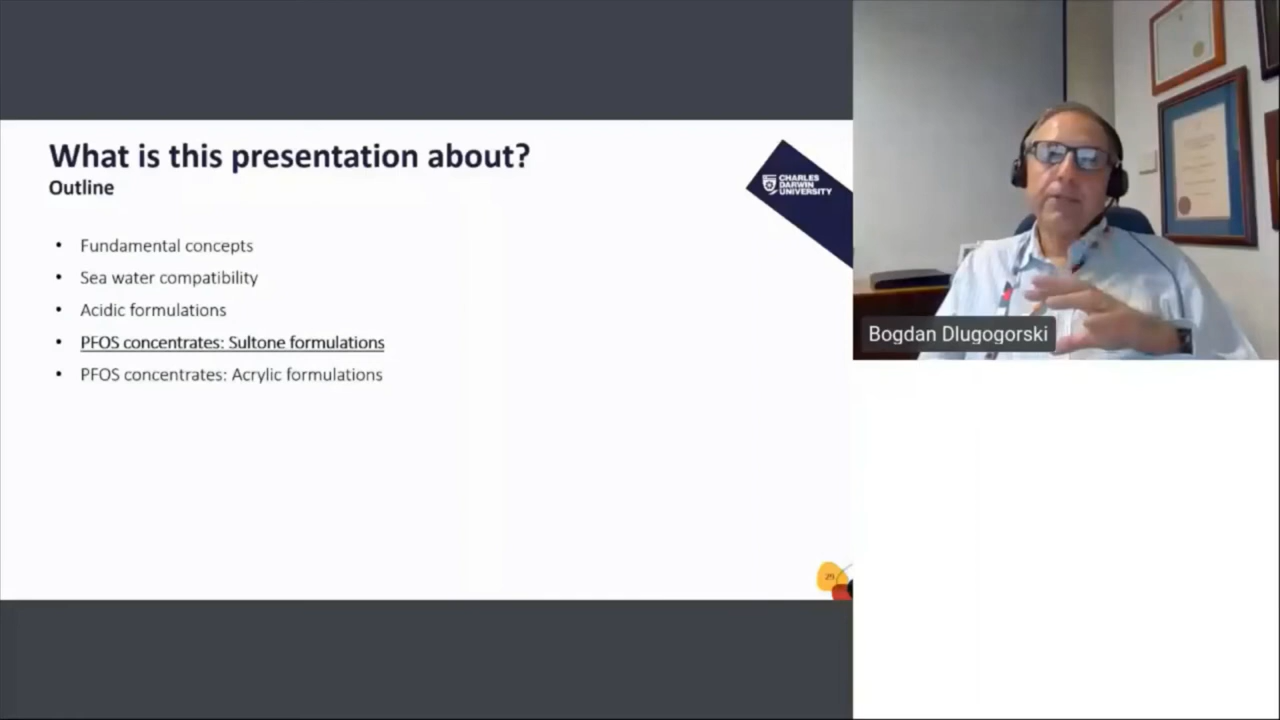 What is this presentation about?
Outline
CHARLES
DARWIN
UNIVERSITY
• Fundamental concepts
• Sea water compatibility
• Acidic formulations
• PFOS concentrates: Sultone formulations
• PFOS concentrates: Acrylic formulations
25
Bogdan Dlugogorski